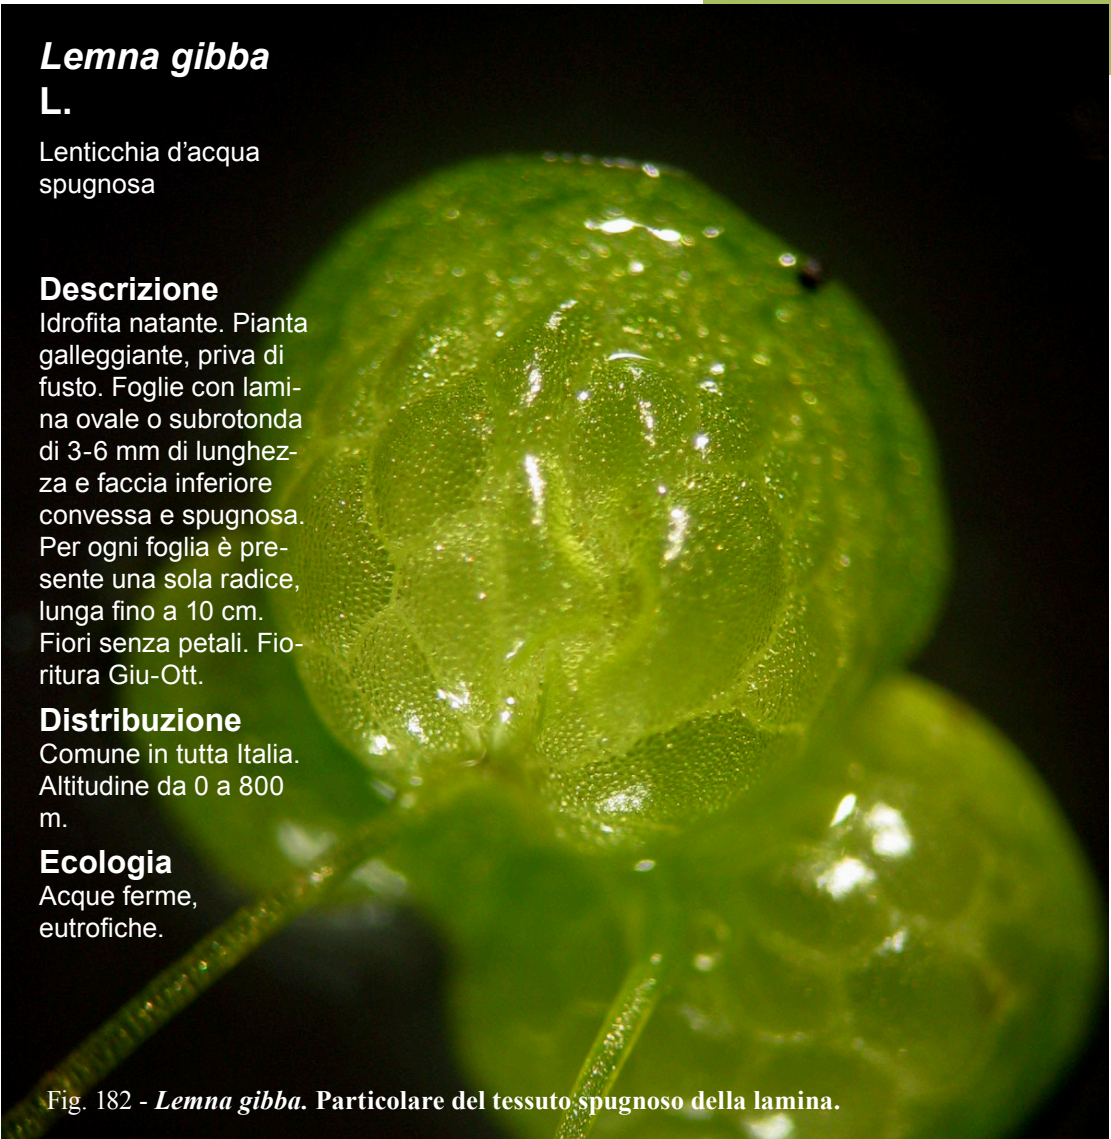 Lemna gibba
L.
Lenticchia d’acqua
spugnosa
Descrizione
Idrofita natante. Pianta
galleggiante, priva di
fusto. Foglie con lami-
na ovale o subrotonda
di 3-6 mm di lunghez-
za e faccia inferiore
convessa e spugnosa.
Per ogni foglia è pre-
sente una sola radice,
lunga fino a 10 cm.
Fiori senza petali. Fio-
ritura Giu-Ott.
Distribuzione
Comune in tutta Italia.
Altitudine da 0 a 800
m.
Ecologia
Acque ferme,
eutrofiche.
Fig. 182 - Lemna gibba. Particolare del tessuto spugnoso della lamina.